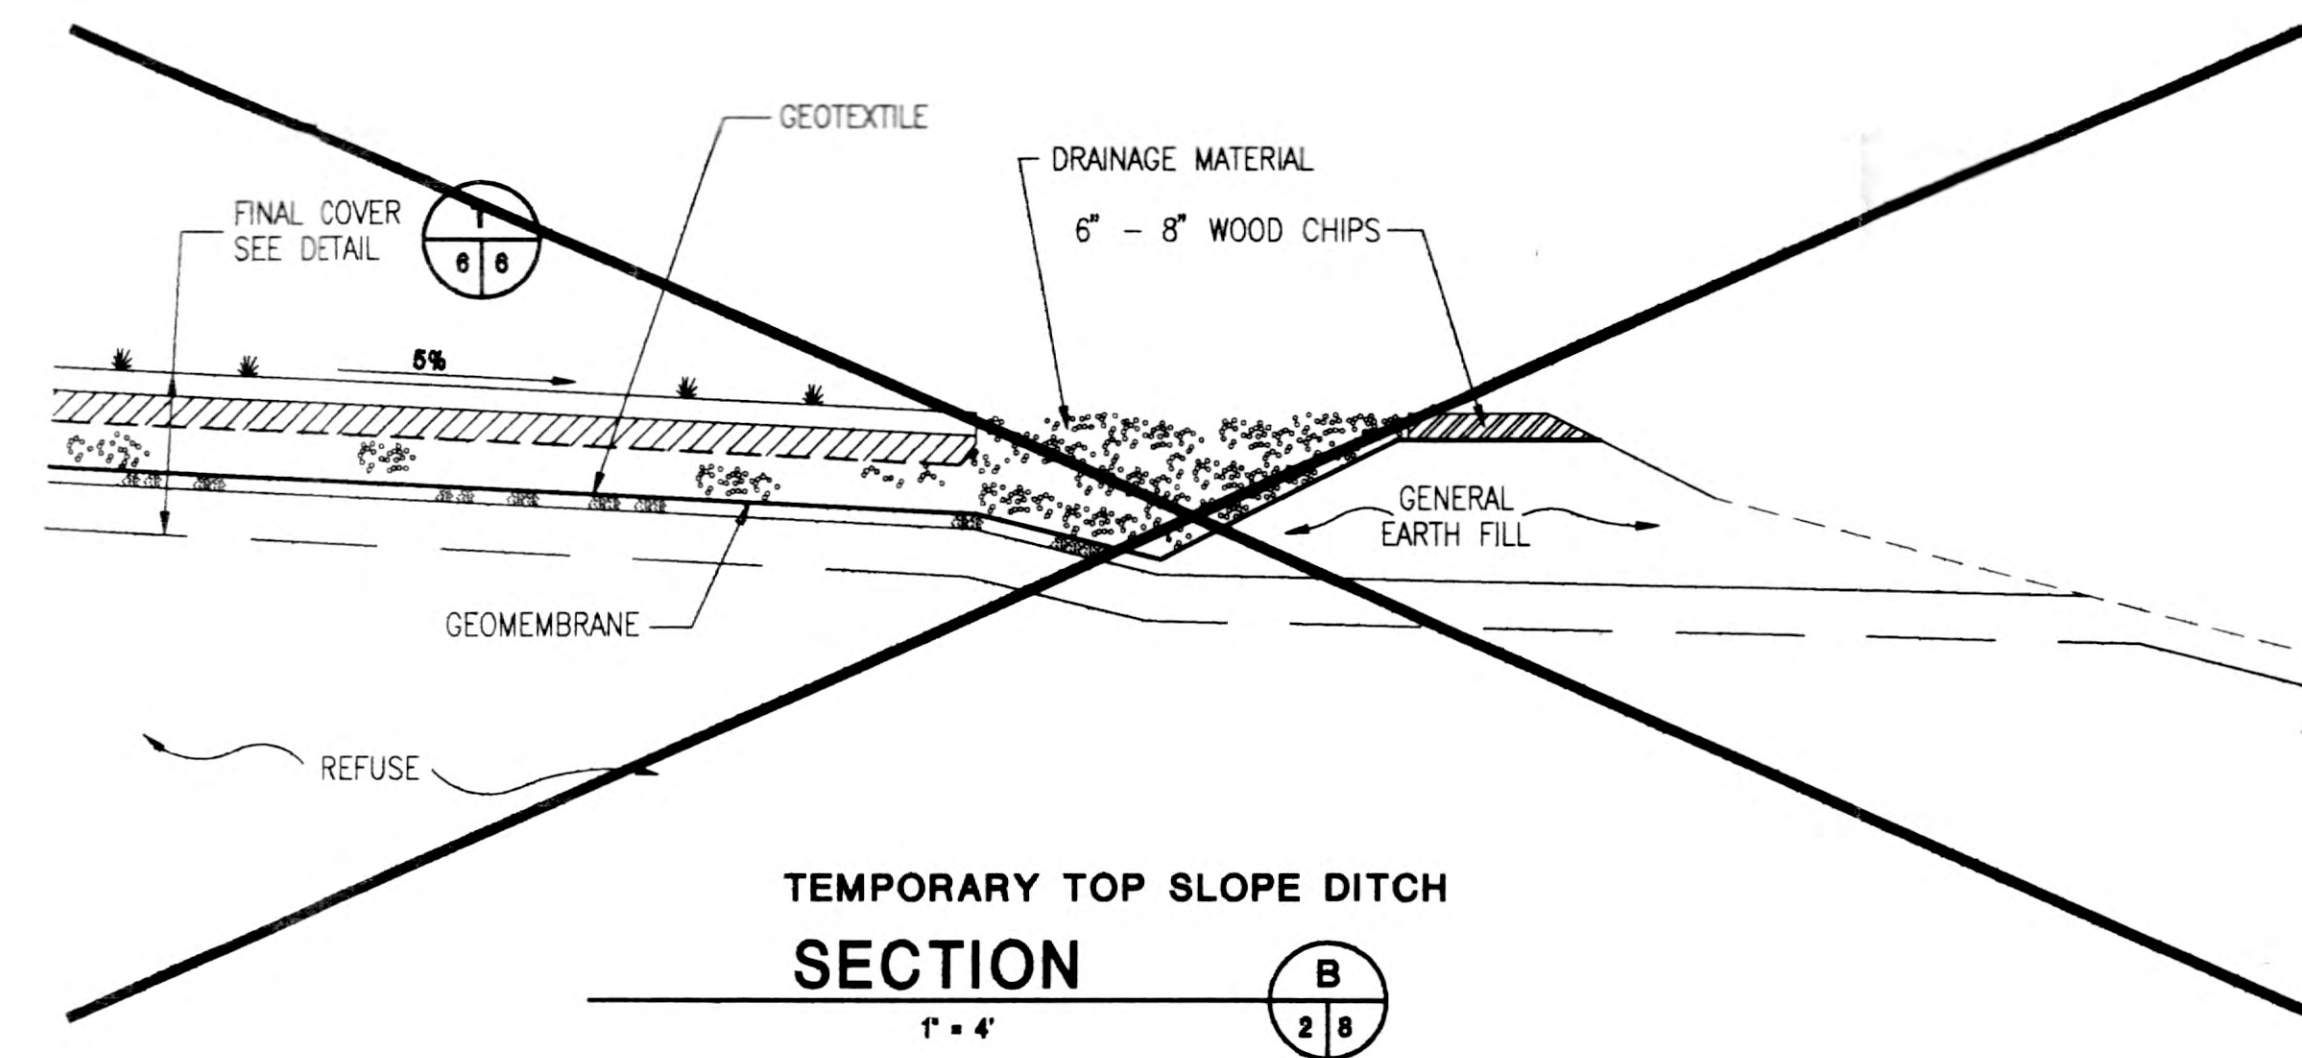 GEOTEXTILE
DRAINAGE MATERIAL
6" – 8" WOOD CHIPS
FINAL COVER
SEE DETAIL
6 6
5%
GENERAL
EARTH FILL
GEOMEMBRANE
REFUSE
TEMPORARY TOP SLOPE DITCH
SECTION
B
2 8
1" = 4'